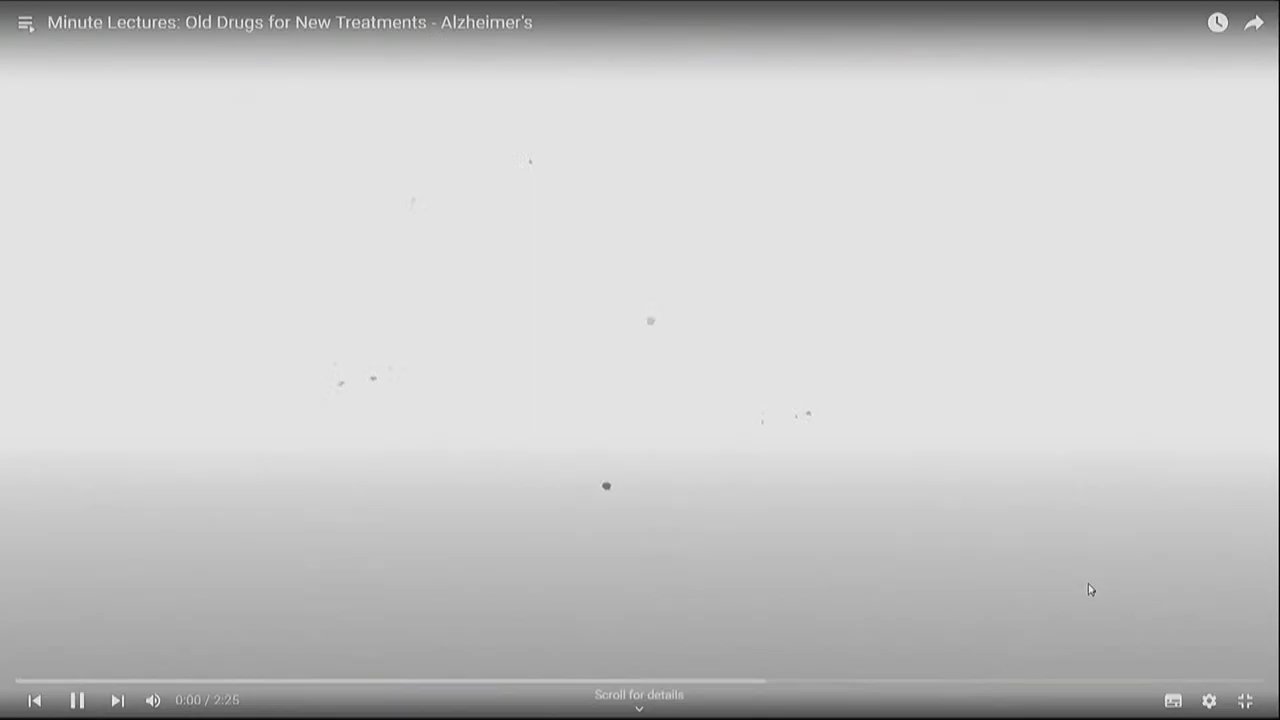 Minute Lectures: Old Drugs for New Treatments - Alzheimer's
0:00 / 2:25
Scroll for details